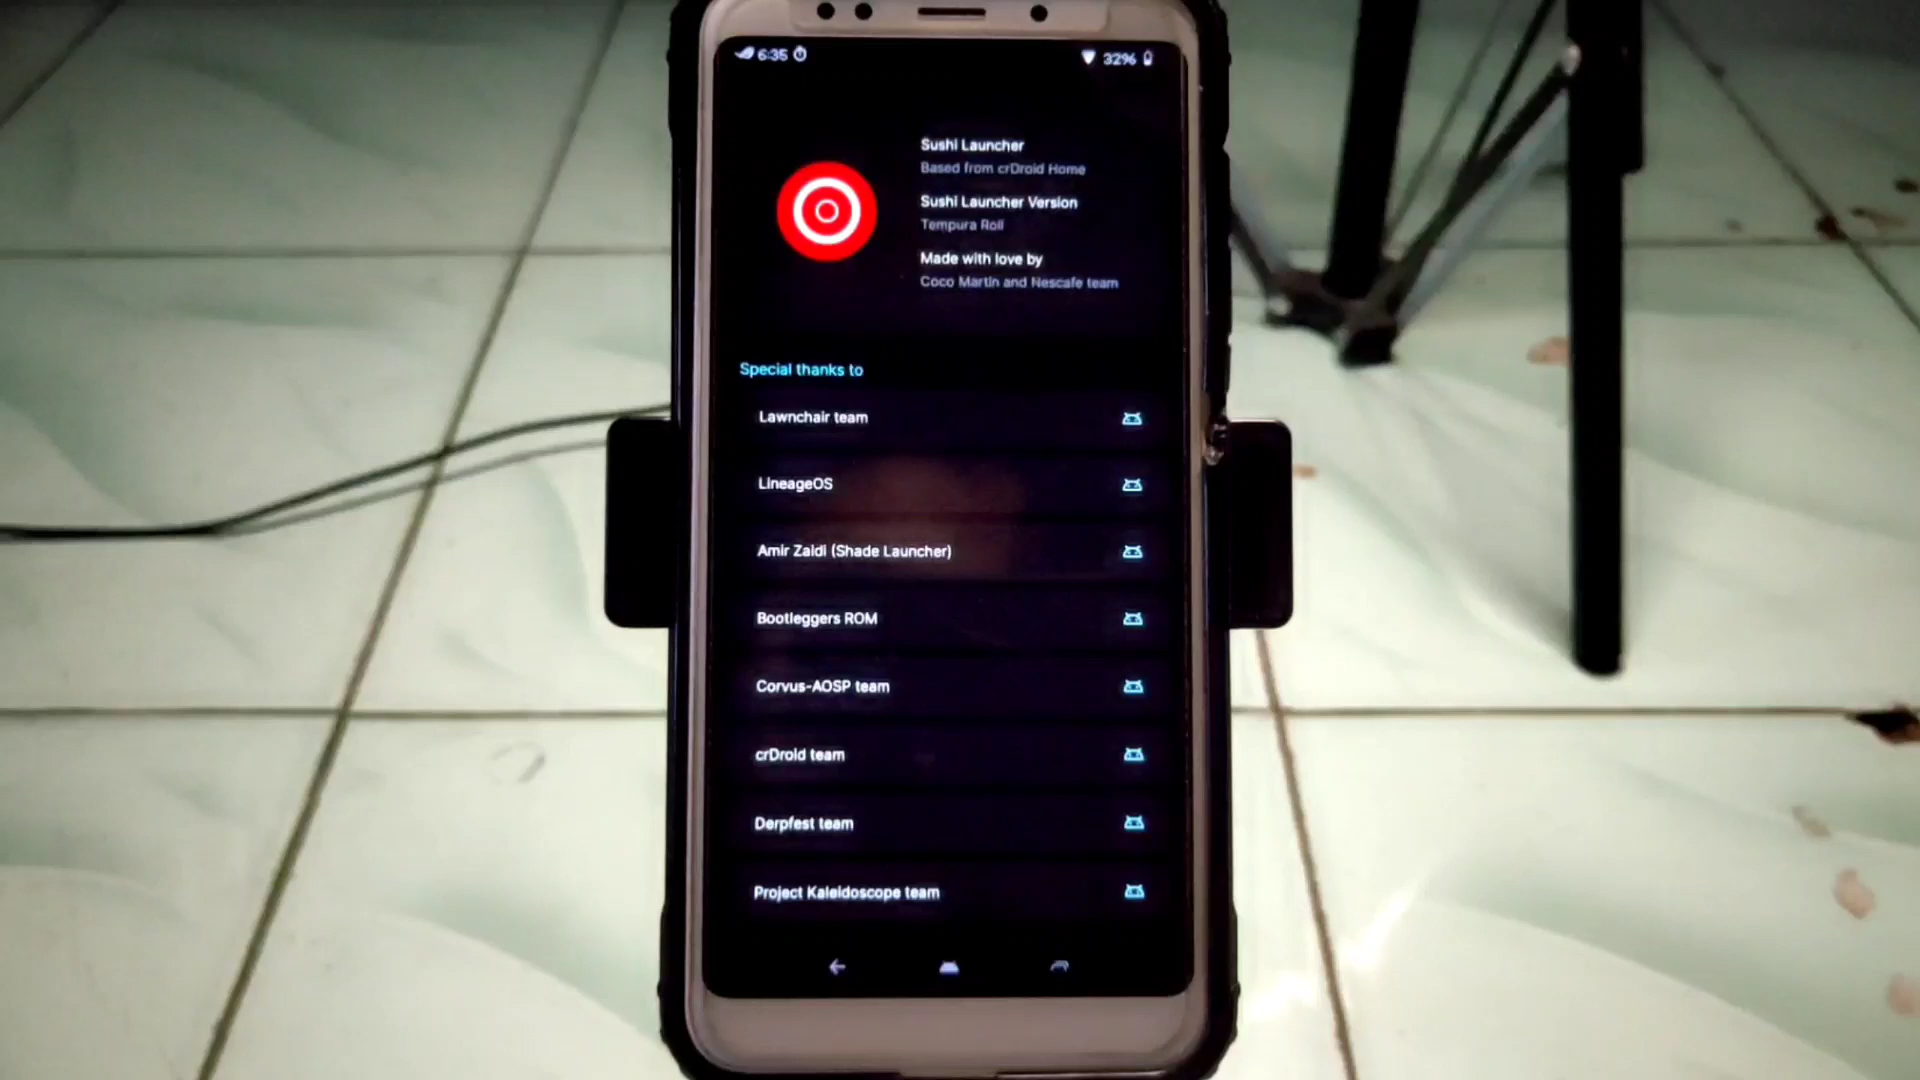 6:35
32%
Sushi Launcher
Based from crDroid Home
Sushi Launcher Version
Tempura Roll
Made with love by
Coco Martin and Nescafe team
Special thanks to
Lawnchair team
LineageOS
Amir Zaidi (Shade Launcher)
Bootleggers ROM
Corvus-AOSP team
crDroid team
Derpfest team
Project Kaleidoscope team